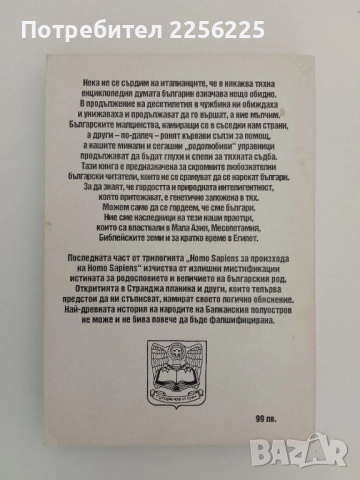 Позвънете 0882256589
Нека не се сърдим на италианците, че в някаква тяхна
енциклопедия думата българин означава нещо обидно.
В продължение на десетилетия в чужбина ни обиждаха
и унижаваха и продължават да го вършат, а ние мълчим.
Българските малцинства, намиращи се в съседни нам страни,
а други – по-далеч – ронят кървави сълзи за помощ,
а нашите минали и сегашни „родолюбиви" управници
продължават да бъдат глухи и слепи за тяхната съдба.
Тази книга е предназначена за скромните любознателни
български читатели, които не се срамуват да се нарекат българи.
За да знаят, че гордостта и природната интелигентност,
която притежават, е генетично заложена в тях.
Можем само да се гордеем, че сме българи.
Ние сме наследници на тези наши праотци,
които са властвали в Мала Азия, Месопотамия,
Библейските земи и за кратко време в Египет.
Последната част от трилогията „Homo Sapiens за произхода
на Homo Sapiens" изчиства от излишни мистификации
истината за родословието и величието на българския род.
Откритията в Странджа планина и други, които тепърва
предстои да ни стъписват, намират своето логично обяснение.
Най-древната история на народите на Балканския полуостров
не може и не бива повече да бъде фалшифицирана.
99 лв.
BAZAR